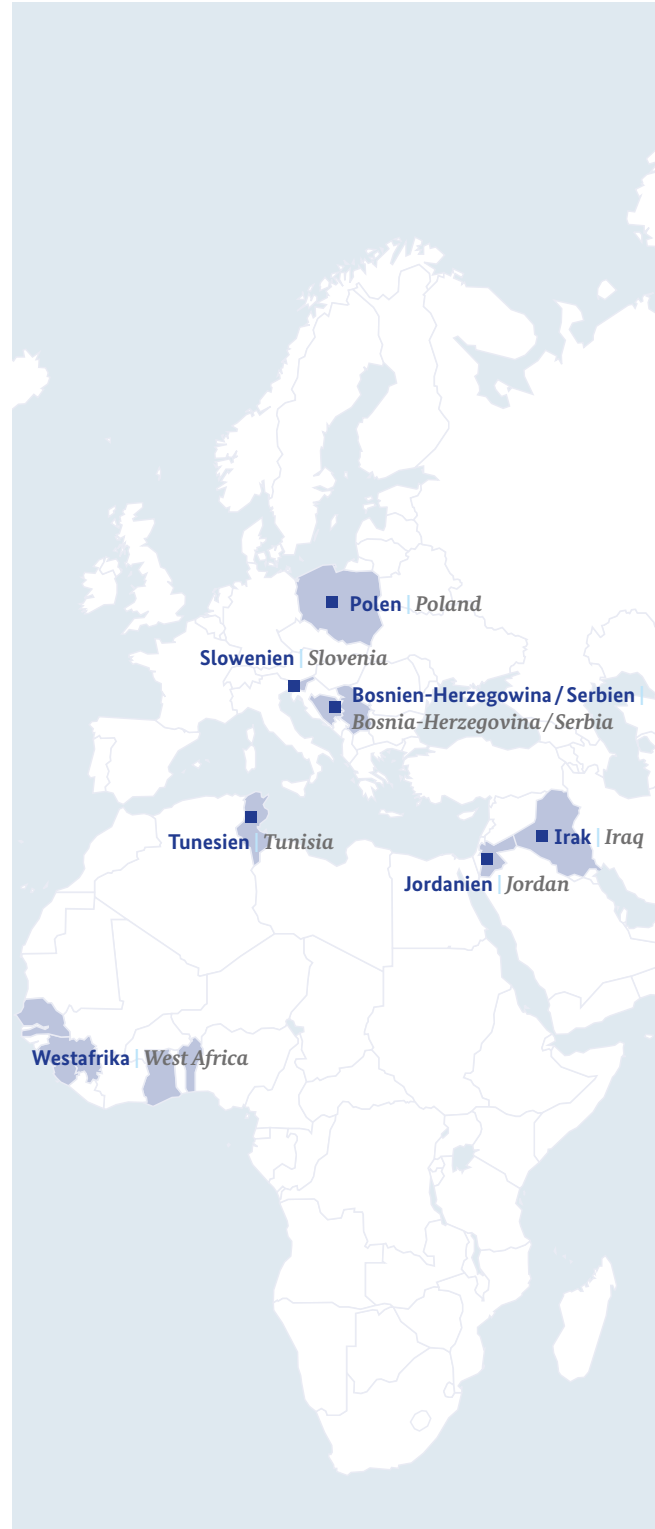 Polen | Poland
Slowenien | Slovenia
Bosnien-Herzegowina / Serbien |
Bosnia-Herzegovina / Serbia
Tunesien | Tunisia
Irak | Iraq
Jordanien | Jordan
Westafrika | West Africa